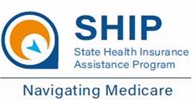 SHIP
State Health Insurance
Assistance Program
Navigating Medicare